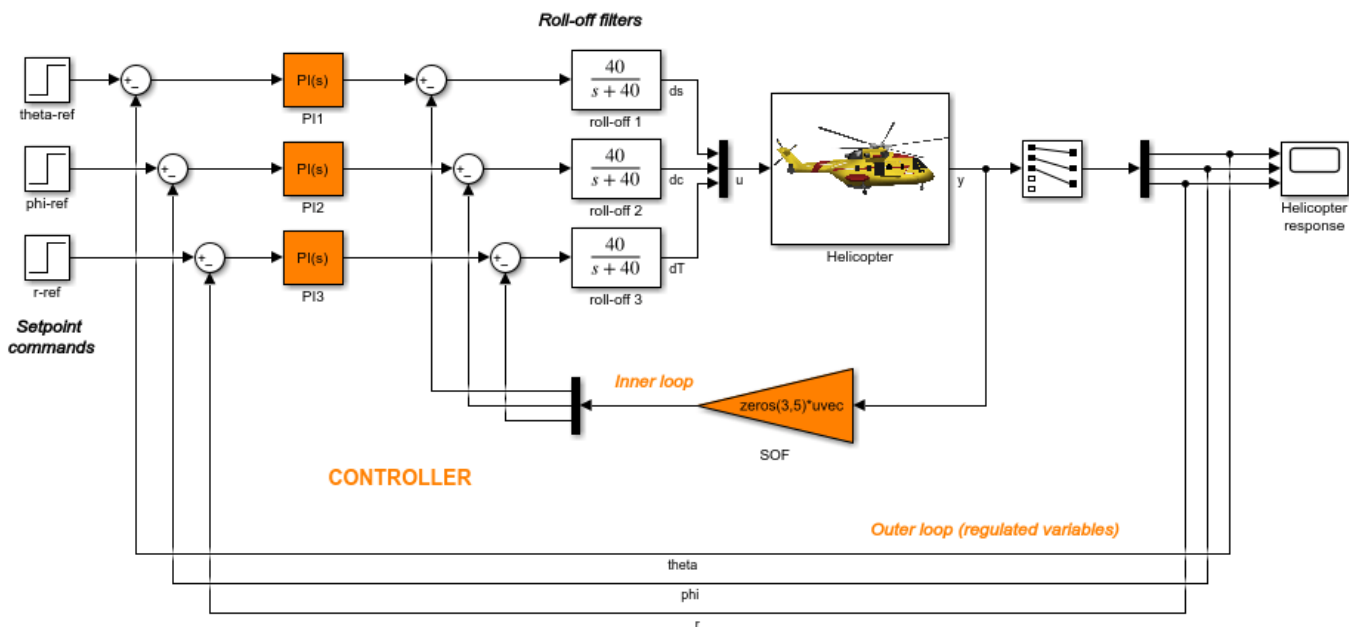 Roll-off filters
theta-ref
+
−
PI(s)
PI1
+
−
40
s + 40
roll-off 1
ds
phi-ref
+
−
PI(s)
PI2
+
−
40
s + 40
roll-off 2
dc
u
Helicopter
y
Helicopter
response
r-ref
+
−
PI(s)
PI3
+
−
40
s + 40
roll-off 3
dT
Setpoint
commands
Inner loop
zeros(3,5)*uvec
SOF
CONTROLLER
Outer loop (regulated variables)
theta
phi
r